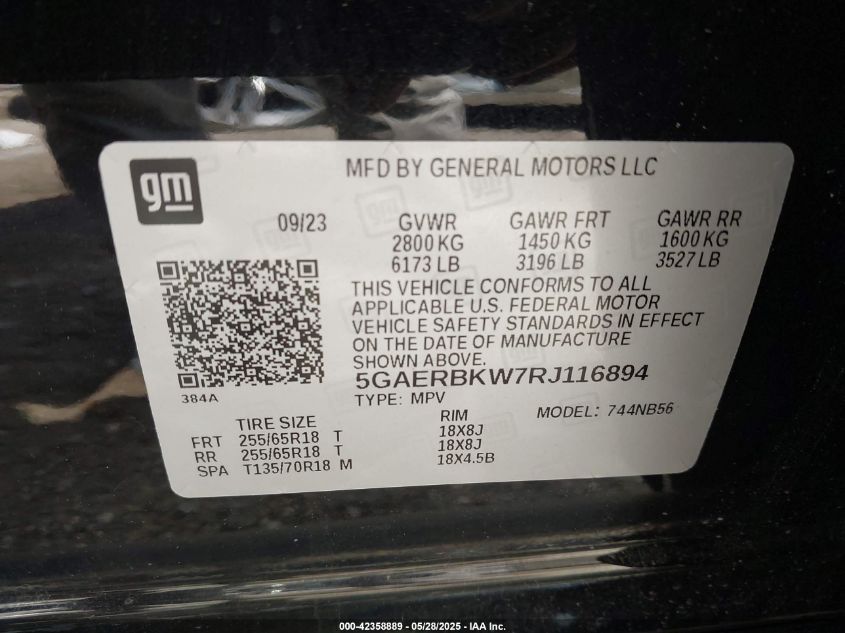 gm
MFD BY GENERAL MOTORS LLC
09/23 GVWR GAWR FRT GAWR RR
2800 KG 1450 KG 1600 KG
6173 LB 3196 LB 3527 LB
THIS VEHICLE CONFORMS TO ALL
APPLICABLE U.S. FEDERAL MOTOR
VEHICLE SAFETY STANDARDS IN EFFECT
ON THE DATE OF MANUFACTURE
SHOWN ABOVE.
384A
5GAERBKW7RJ116894
TYPE: MPV MODEL: 744NB56
TIRE SIZE RIM
FRT 255/65R18 T 18X8J
RR 255/65R18 T 18X8J
SPA T135/70R18 M 18X4.5B
000-42358889 - 05/28/2025 - IAA Inc.